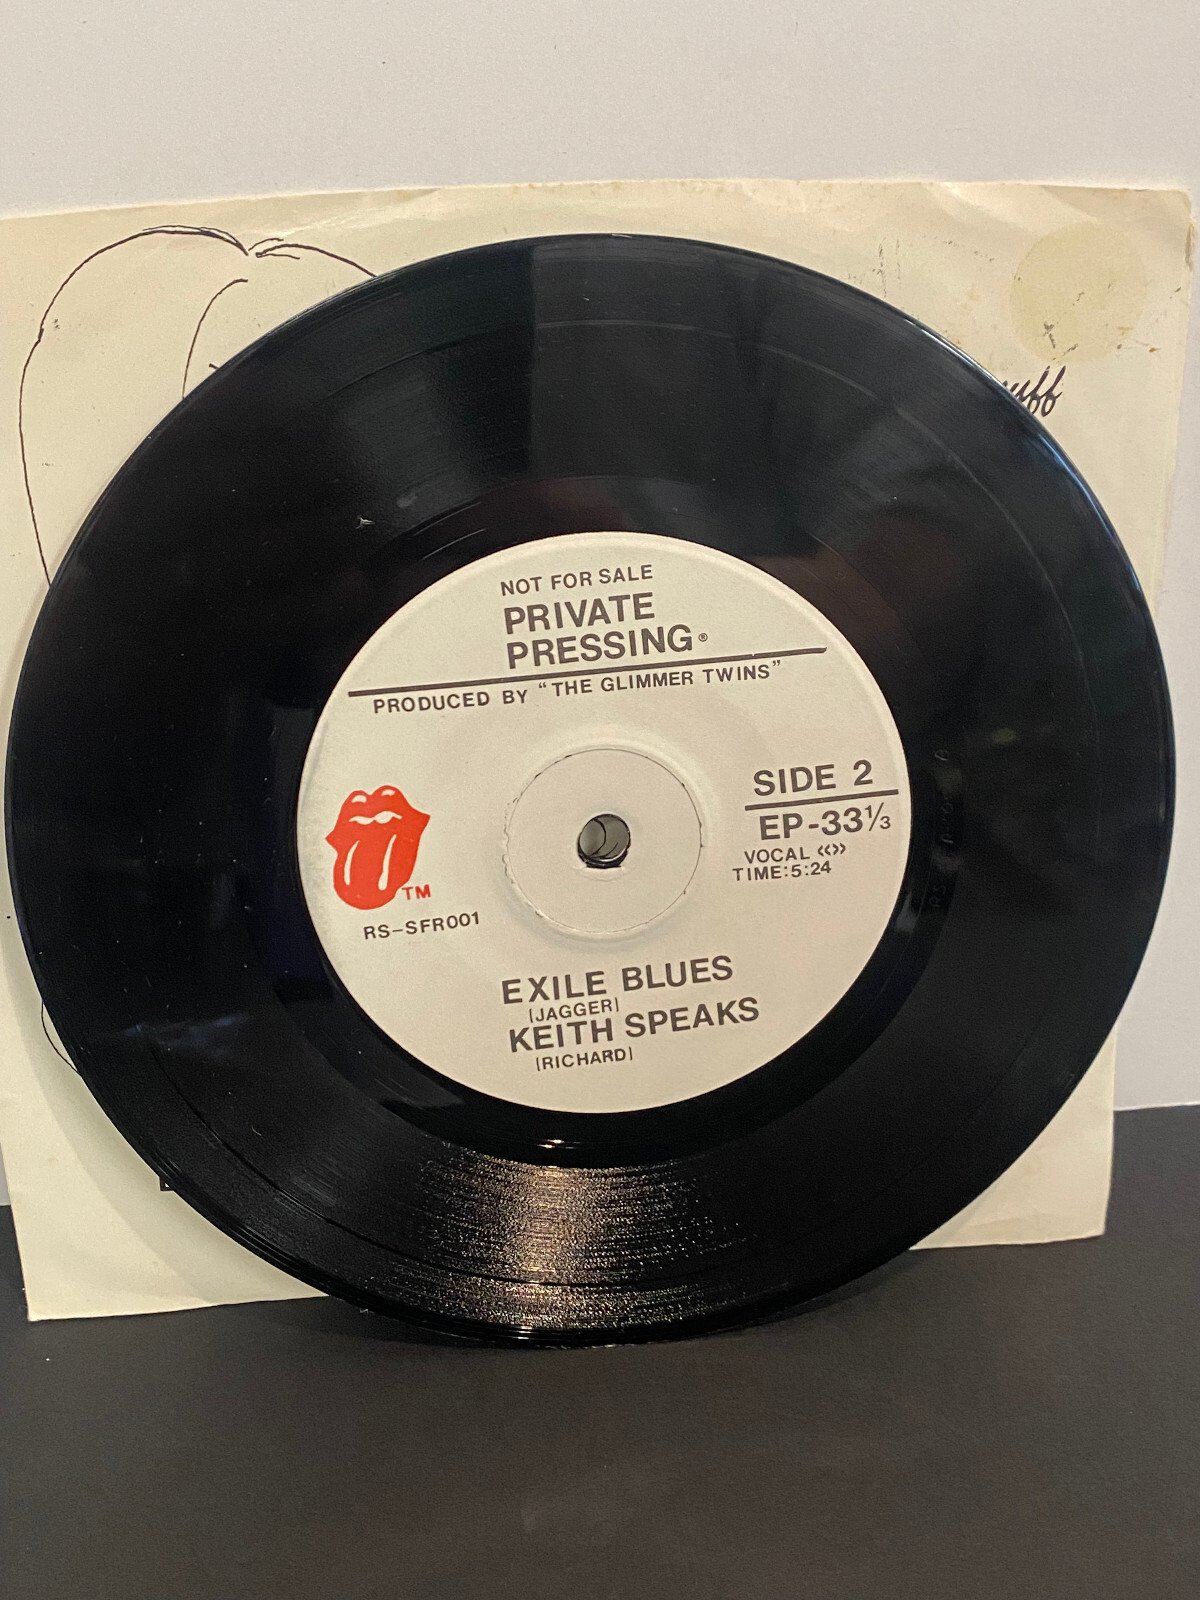 uff
NOT FOR SALE
PRIVATE
PRESSING®
PRODUCED BY “THE GLIMMER TWINS”
SIDE 2
EP-33⅓
VOCAL «»
TIME:5:24
TM
RS-SFR001
EXILE BLUES
[JAGGER]
KEITH SPEAKS
[RICHARD]